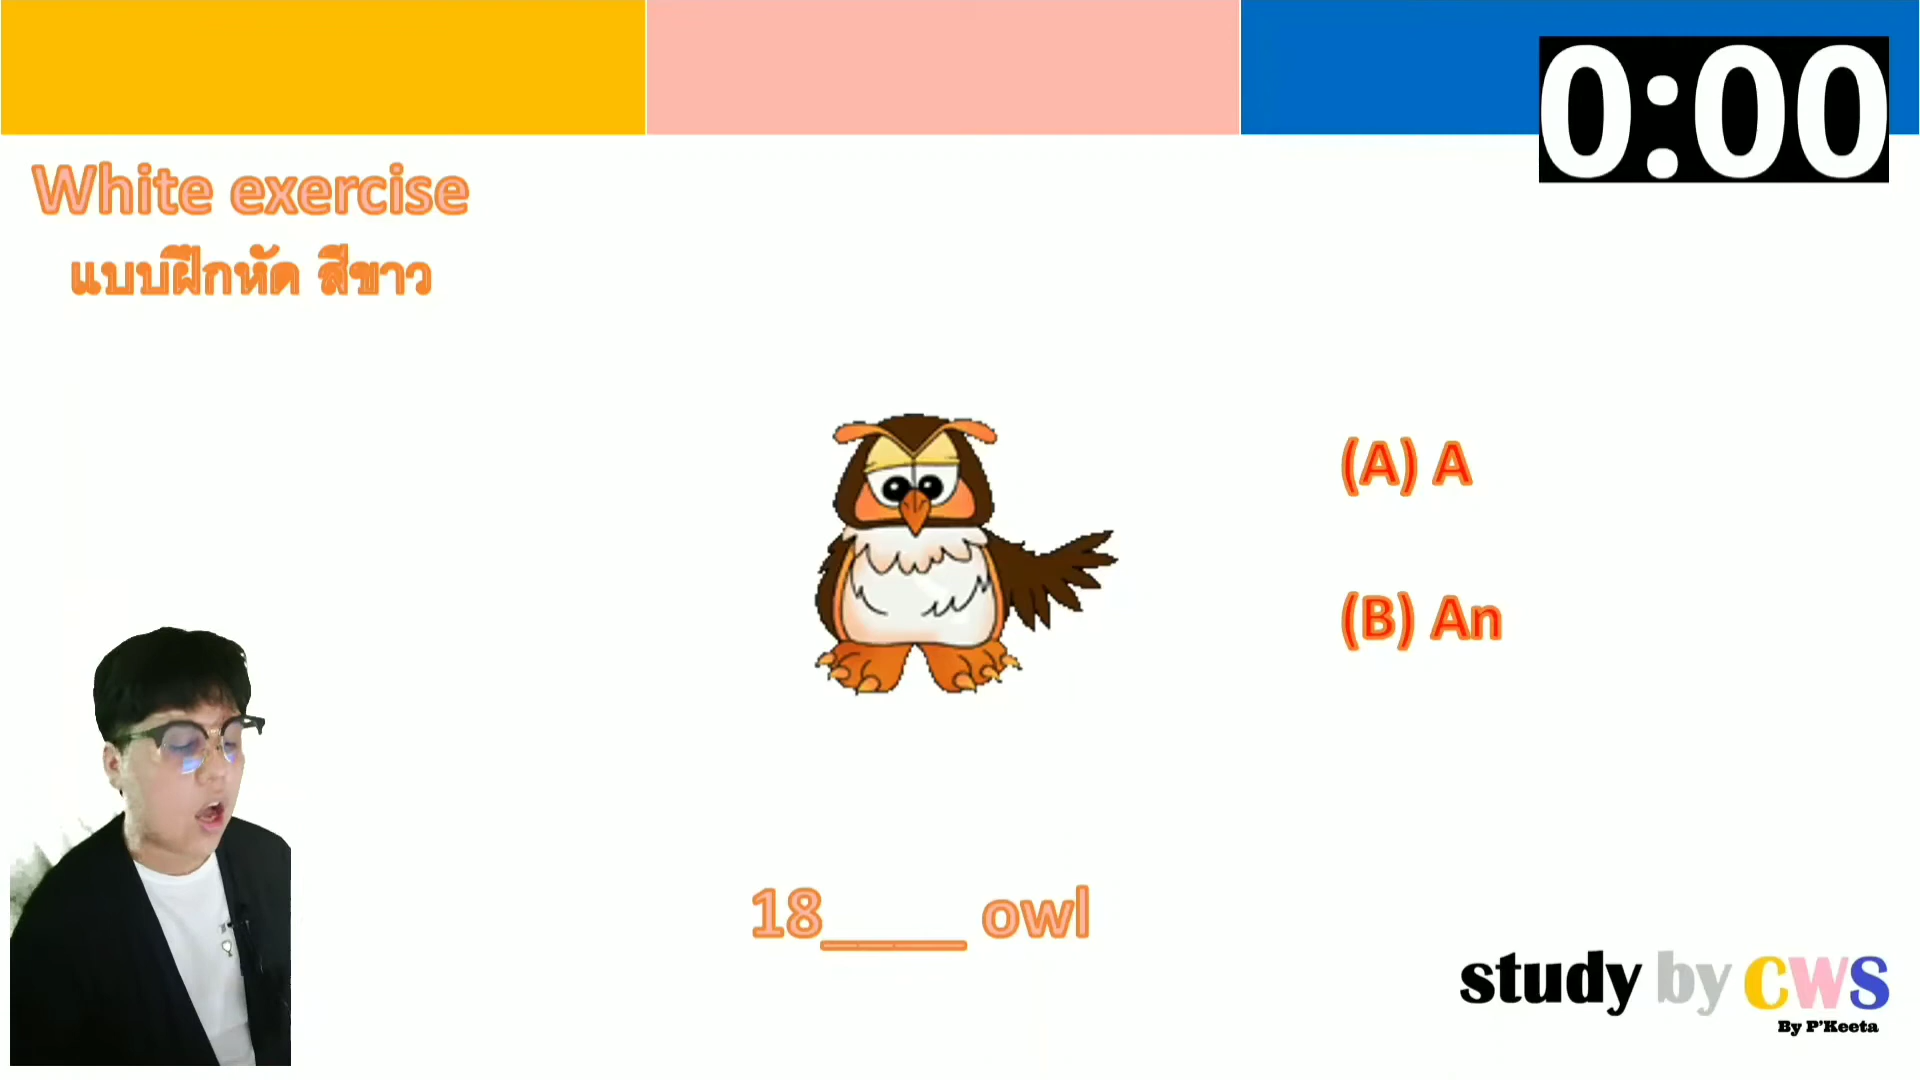 0:00
White exercise
แบบฝึกหัด สีขาว
(A) A
(B) An
18____ owl
study by CWS
By P'Keeta